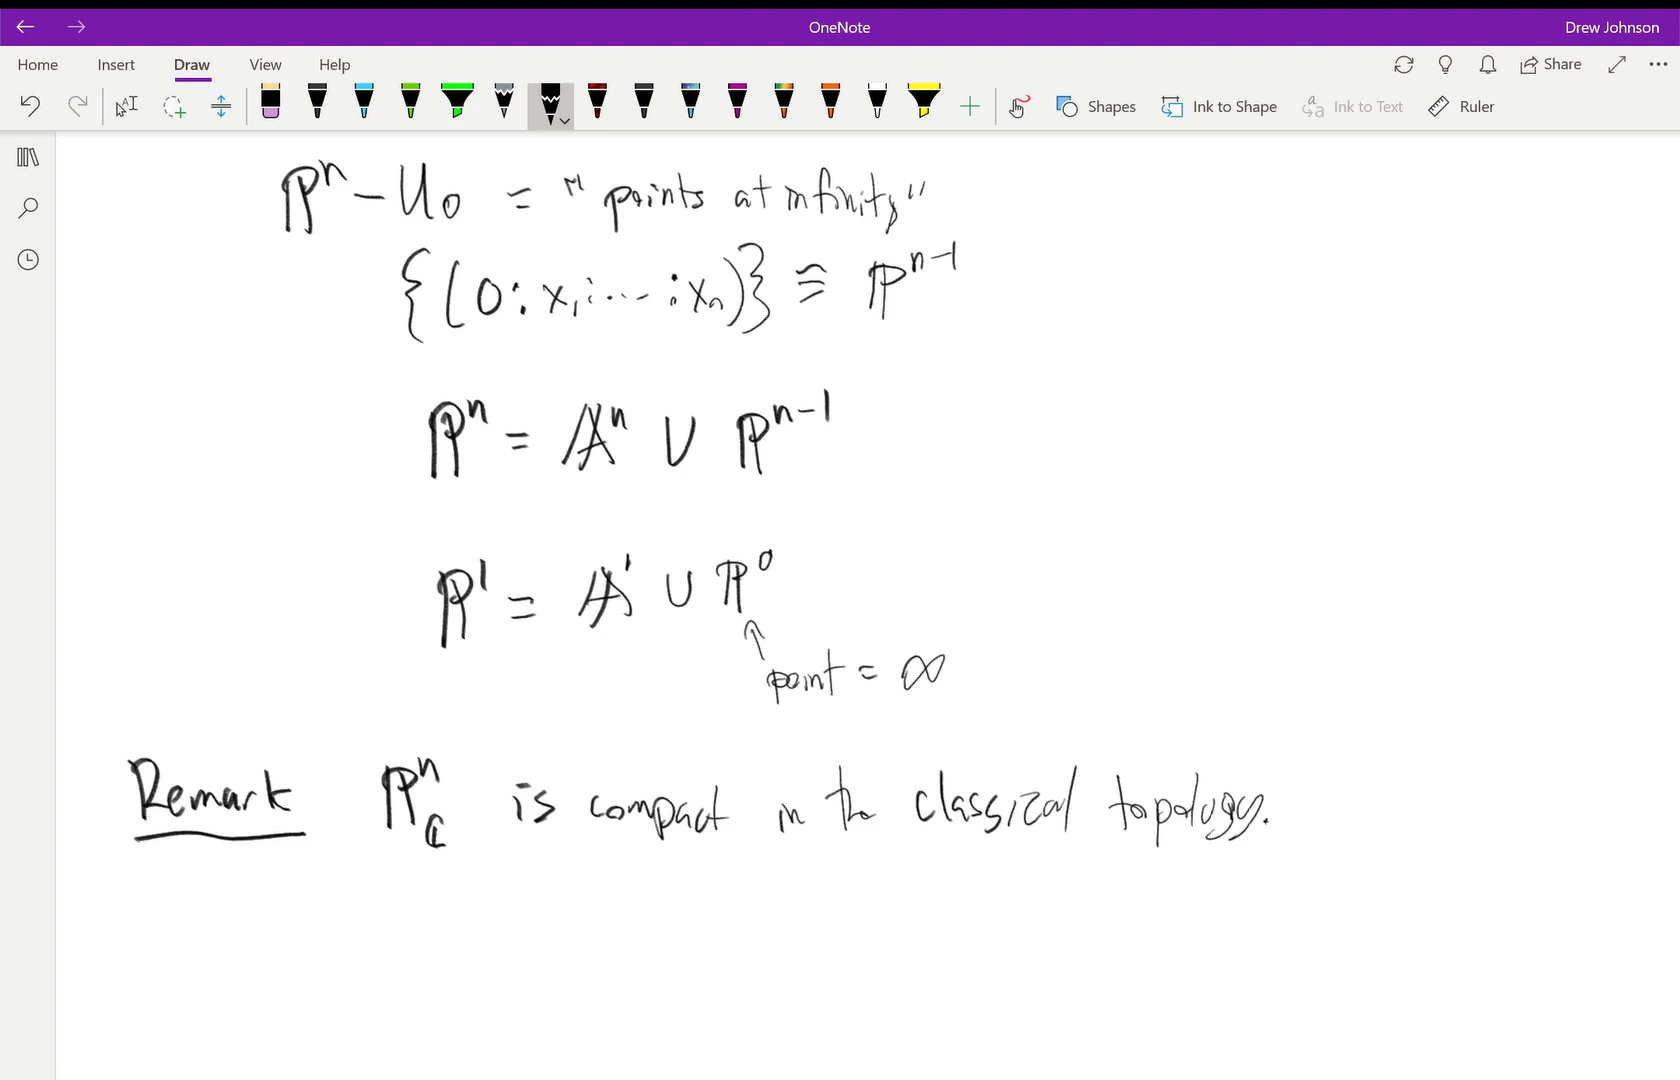 OneNote
Drew Johnson
Home Insert Draw View Help
Share
Shapes Ink to Shape Ink to Text Ruler
ℙⁿ − U₀ = "points at infinity"
{(0 : x₁ : ⋯ : xₙ)} ≅ ℙⁿ⁻¹
ℙⁿ = 𝔸ⁿ ∪ ℙⁿ⁻¹
ℙ¹ = 𝔸¹ ∪ ℙ⁰
↑
point = ∞
Remark ℙⁿ_ℂ is compact in the classical topology.